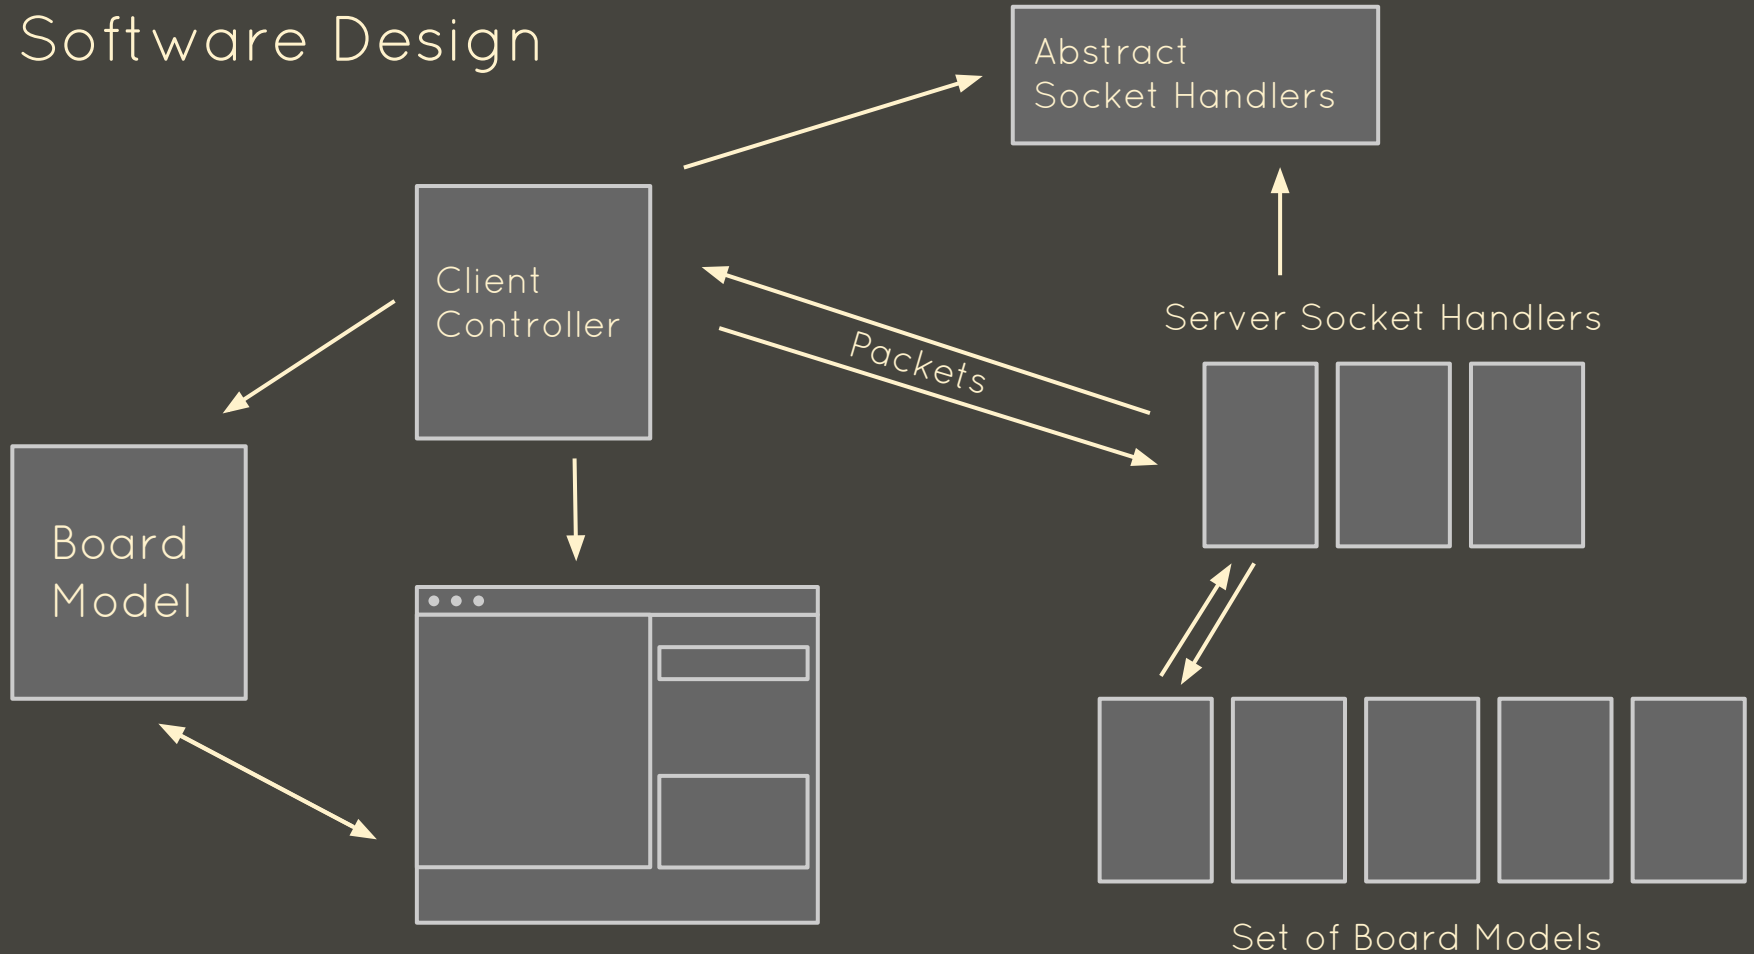 Software Design
Abstract
Socket Handlers
Client
Controller
Packets
Server Socket Handlers
Board
Model
Set of Board Models